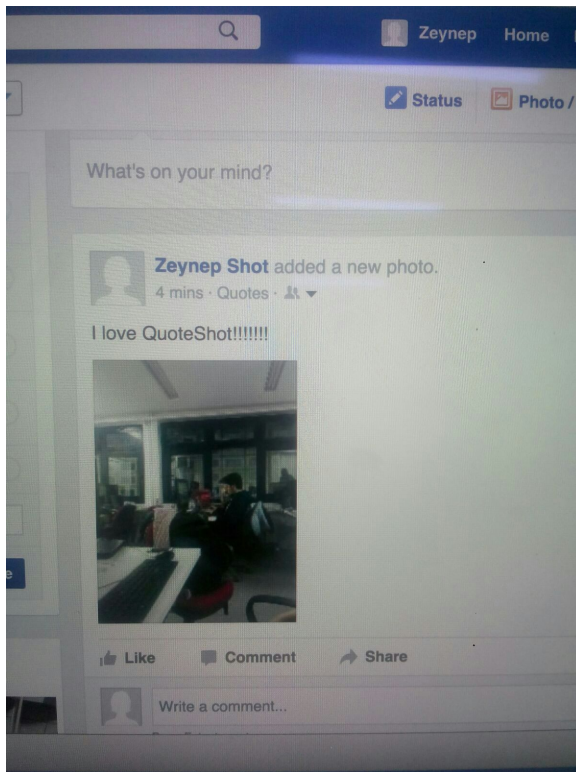 Zeynep Home
Status Photo /
What's on your mind?
Zeynep Shot added a new photo.
4 mins · Quotes ·
I love QuoteShot!!!!!!!
e
Like Comment Share
Write a comment...